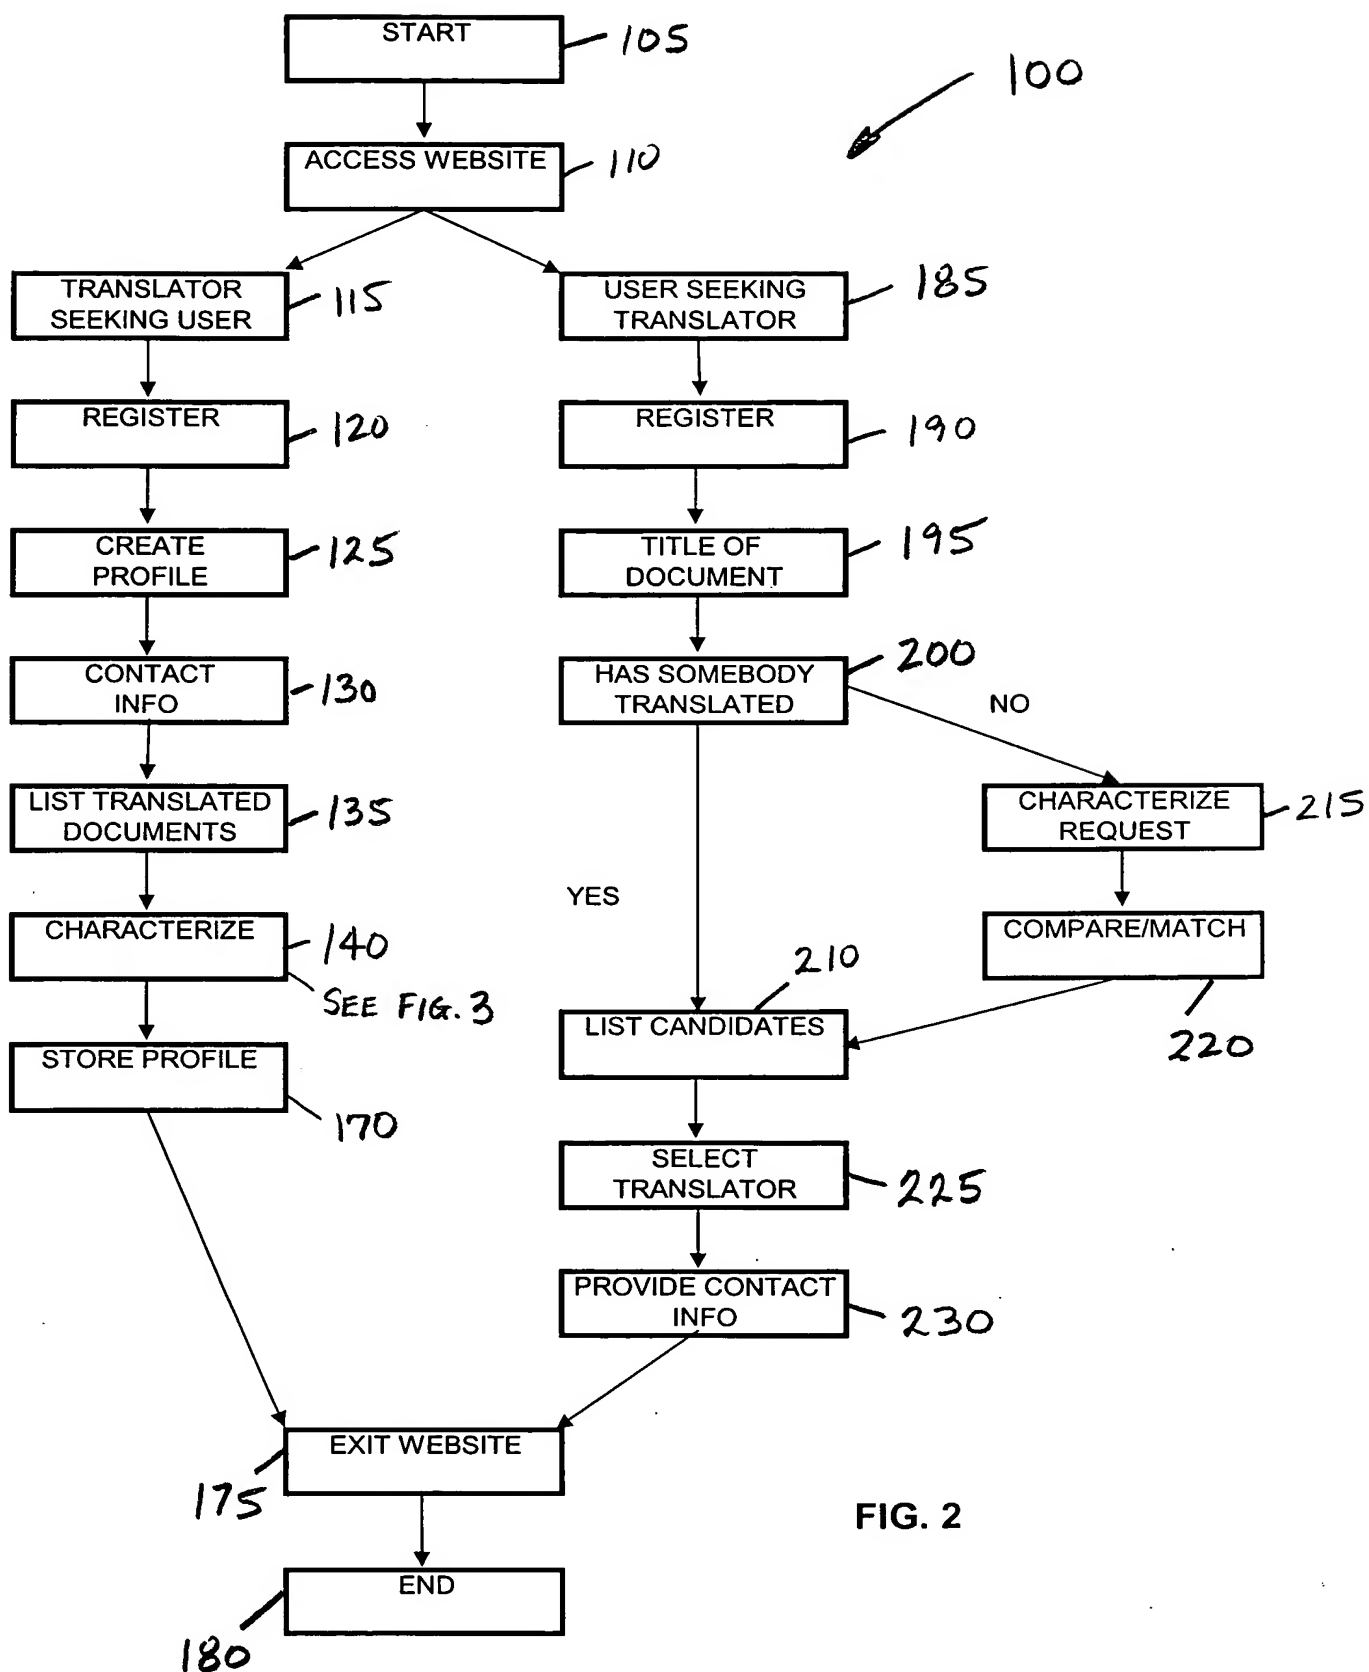 START
105
100
ACCESS WEBSITE
110
TRANSLATOR
SEEKING USER
115
USER SEEKING
TRANSLATOR
185
REGISTER
120
REGISTER
190
CREATE
PROFILE
125
TITLE OF
DOCUMENT
195
CONTACT
INFO
130
HAS SOMEBODY
TRANSLATED
200
NO
LIST TRANSLATED
DOCUMENTS
135
CHARACTERIZE
REQUEST
215
YES
CHARACTERIZE
140
SEE FIG. 3
COMPARE/MATCH
220
210
LIST CANDIDATES
STORE PROFILE
170
SELECT
TRANSLATOR
225
PROVIDE CONTACT
INFO
230
EXIT WEBSITE
175
FIG. 2
END
180